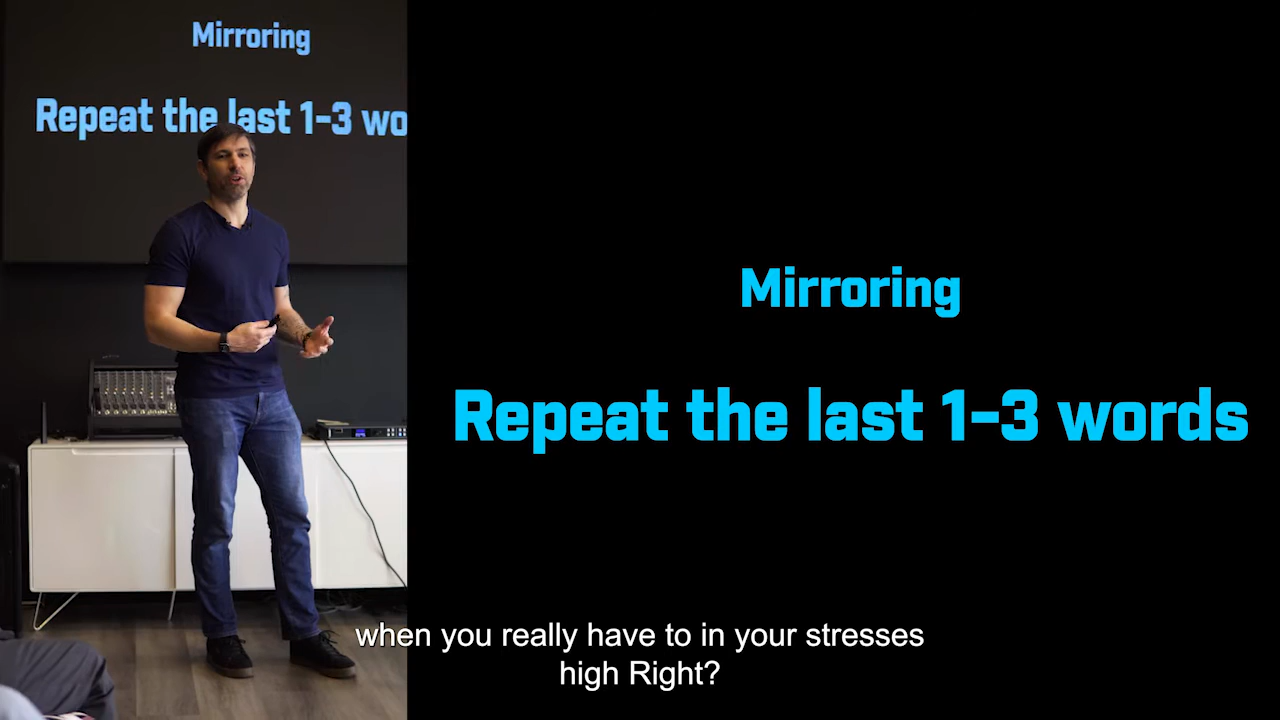 Mirroring
Repeat the last 1-3 wo
Mirroring
Repeat the last 1-3 words
when you really have to in your stresses
high Right?